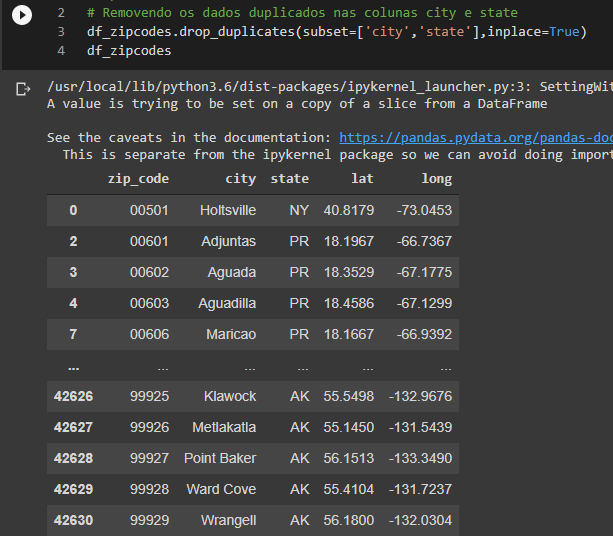 2 # Removendo os dados duplicados nas colunas city e state
3 df_zipcodes.drop_duplicates(subset=['city','state'],inplace=True)
4 df_zipcodes
/usr/local/lib/python3.6/dist-packages/ipykernel_launcher.py:3: SettingWit
A value is trying to be set on a copy of a slice from a DataFrame
See the caveats in the documentation: https://pandas.pydata.org/pandas-doc
This is separate from the ipykernel package so we can avoid doing import
zip_code city state lat long
0 00501 Holtsville NY 40.8179 -73.0453
2 00601 Adjuntas PR 18.1967 -66.7367
3 00602 Aguada PR 18.3529 -67.1775
4 00603 Aguadilla PR 18.4586 -67.1299
7 00606 Maricao PR 18.1667 -66.9392
... ... ... ... ... ...
42626 99925 Klawock AK 55.5498 -132.9676
42627 99926 Metlakatla AK 55.1450 -131.5439
42628 99927 Point Baker AK 56.1513 -133.3490
42629 99928 Ward Cove AK 55.4104 -131.7237
42630 99929 Wrangell AK 56.1800 -132.0304